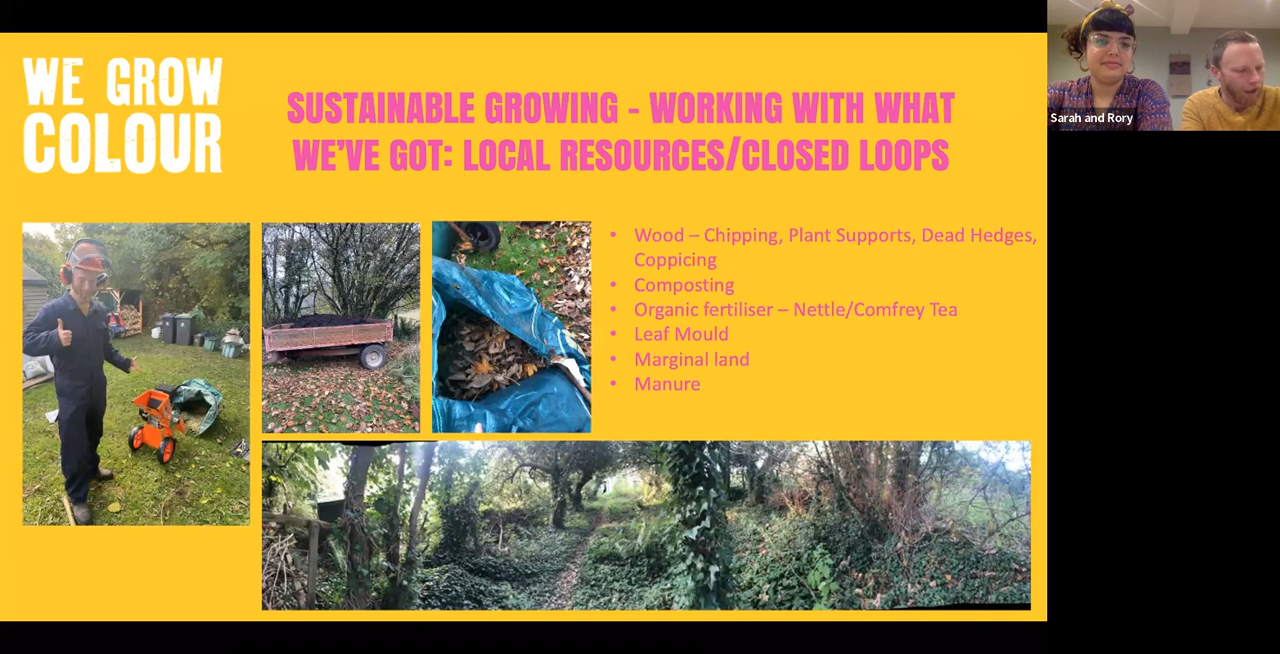 WE GROW
COLOUR
SUSTAINABLE GROWING - WORKING WITH WHAT
WE'VE GOT: LOCAL RESOURCES/CLOSED LOOPS
• Wood – Chipping, Plant Supports, Dead Hedges,
Coppicing
• Composting
• Organic fertiliser – Nettle/Comfrey Tea
• Leaf Mould
• Marginal land
• Manure
Sarah and Rory